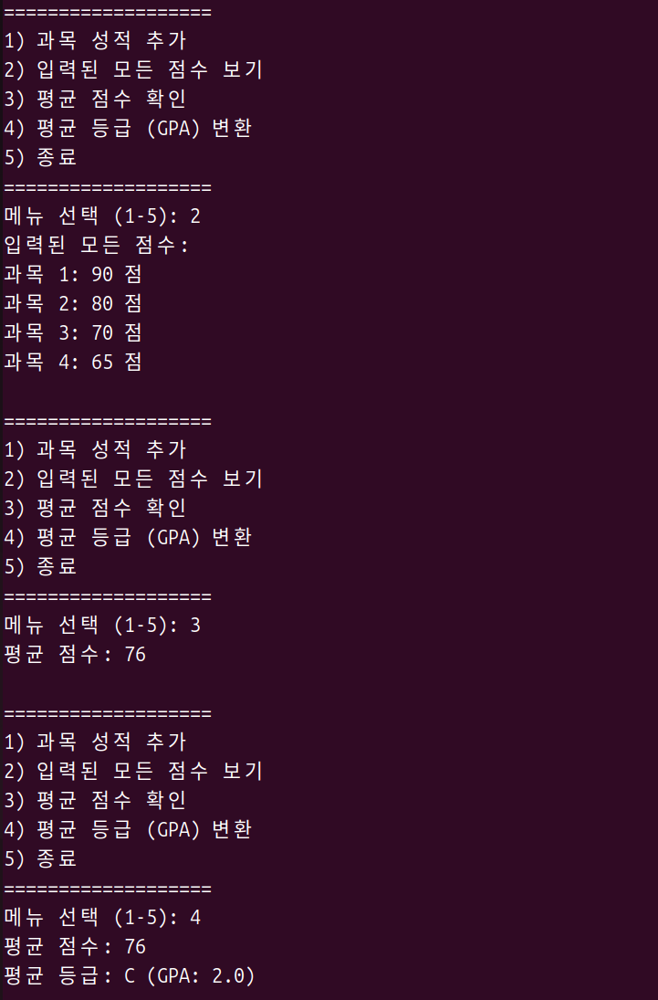 ===================
1) 과목 성적 추가
2) 입력된 모든 점수 보기
3) 평균 점수 확인
4) 평균 등급 (GPA) 변환
5) 종료
===================
메뉴 선택 (1-5): 2
입력된 모든 점수:
과목 1: 90 점
과목 2: 80 점
과목 3: 70 점
과목 4: 65 점

===================
1) 과목 성적 추가
2) 입력된 모든 점수 보기
3) 평균 점수 확인
4) 평균 등급 (GPA) 변환
5) 종료
===================
메뉴 선택 (1-5): 3
평균 점수: 76

===================
1) 과목 성적 추가
2) 입력된 모든 점수 보기
3) 평균 점수 확인
4) 평균 등급 (GPA) 변환
5) 종료
===================
메뉴 선택 (1-5): 4
평균 점수: 76
평균 등급: C (GPA: 2.0)